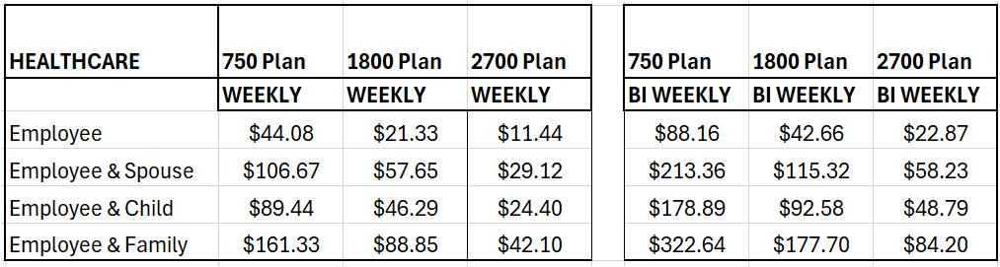 HEALTHCARE 750 Plan 1800 Plan 2700 Plan 750 Plan 1800 Plan 2700 Plan
WEEKLY WEEKLY WEEKLY BI WEEKLY BI WEEKLY BI WEEKLY
Employee $44.08 $21.33 $11.44 $88.16 $42.66 $22.87
Employee & Spouse $106.67 $57.65 $29.12 $213.36 $115.32 $58.23
Employee & Child $89.44 $46.29 $24.40 $178.89 $92.58 $48.79
Employee & Family $161.33 $88.85 $42.10 $322.64 $177.70 $84.20